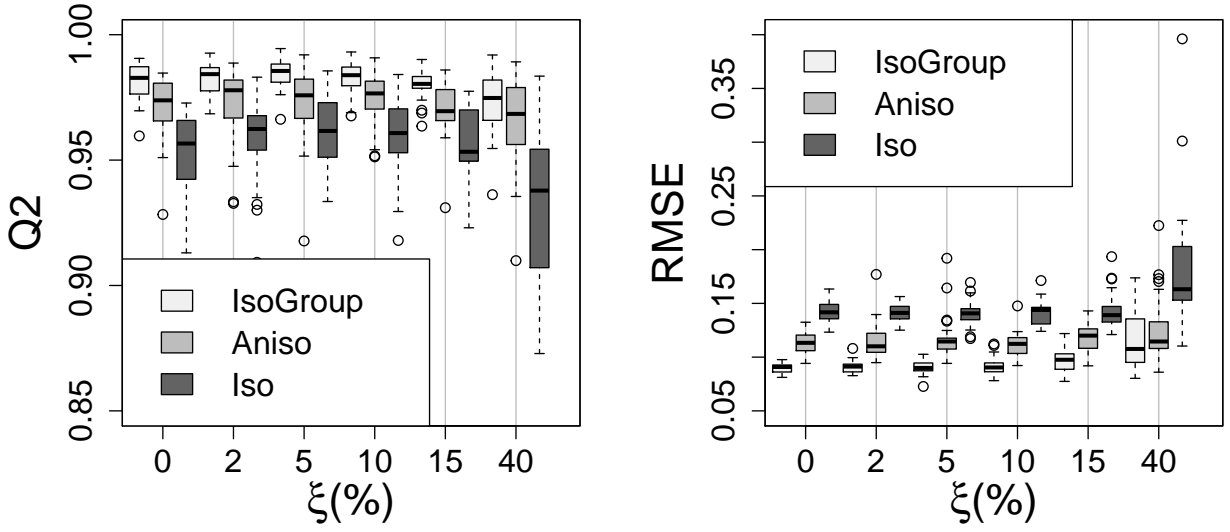 Q2
1.00
0.95
0.90
0.85
IsoGroup
Aniso
Iso
0 2 5 10 15 40
ξ(%)
RMSE
0.35
0.25
0.15
0.05
IsoGroup
Aniso
Iso
0 2 5 10 15 40
ξ(%)